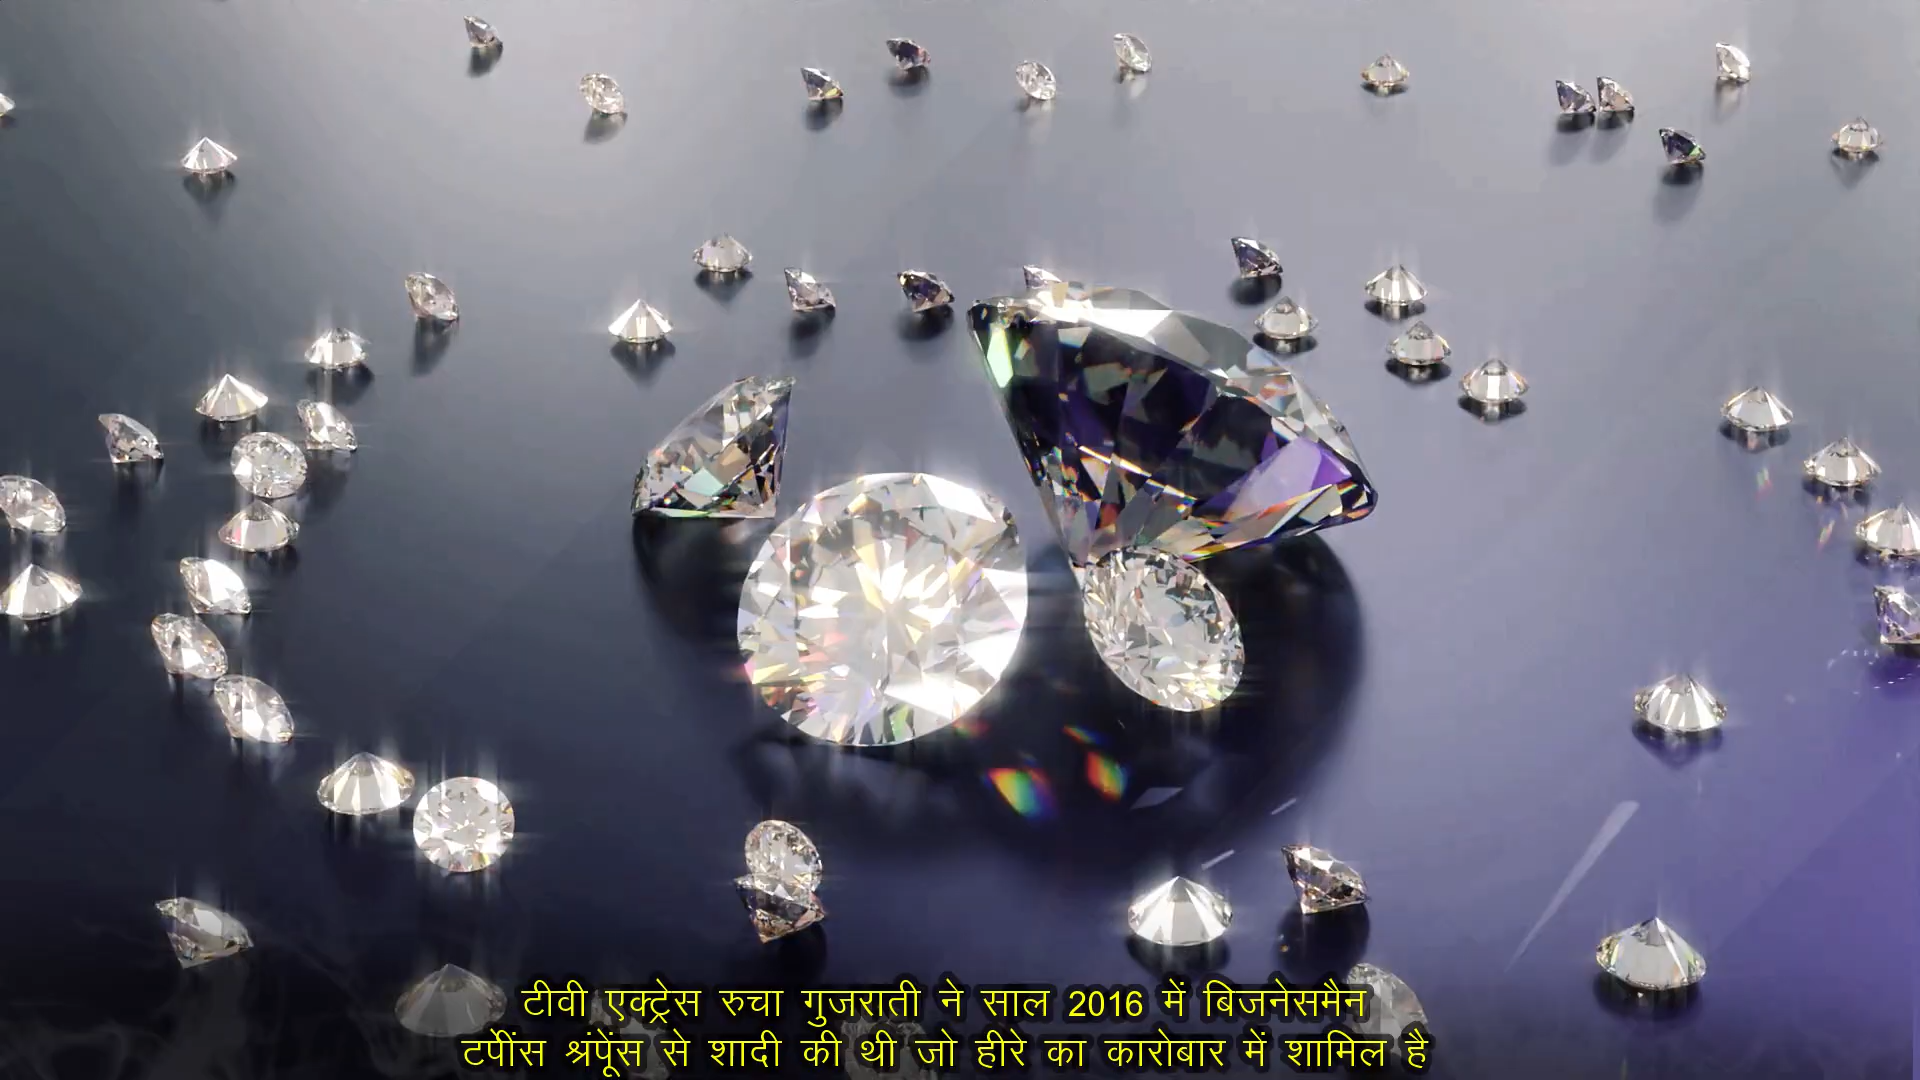 टीवी एक्ट्रेस रुचा गुजराती ने साल 2016 में बिजनेसमैन
टपींस श्रंपूंस से शादी की थी जो हीरे का कारोबार में शामिल है